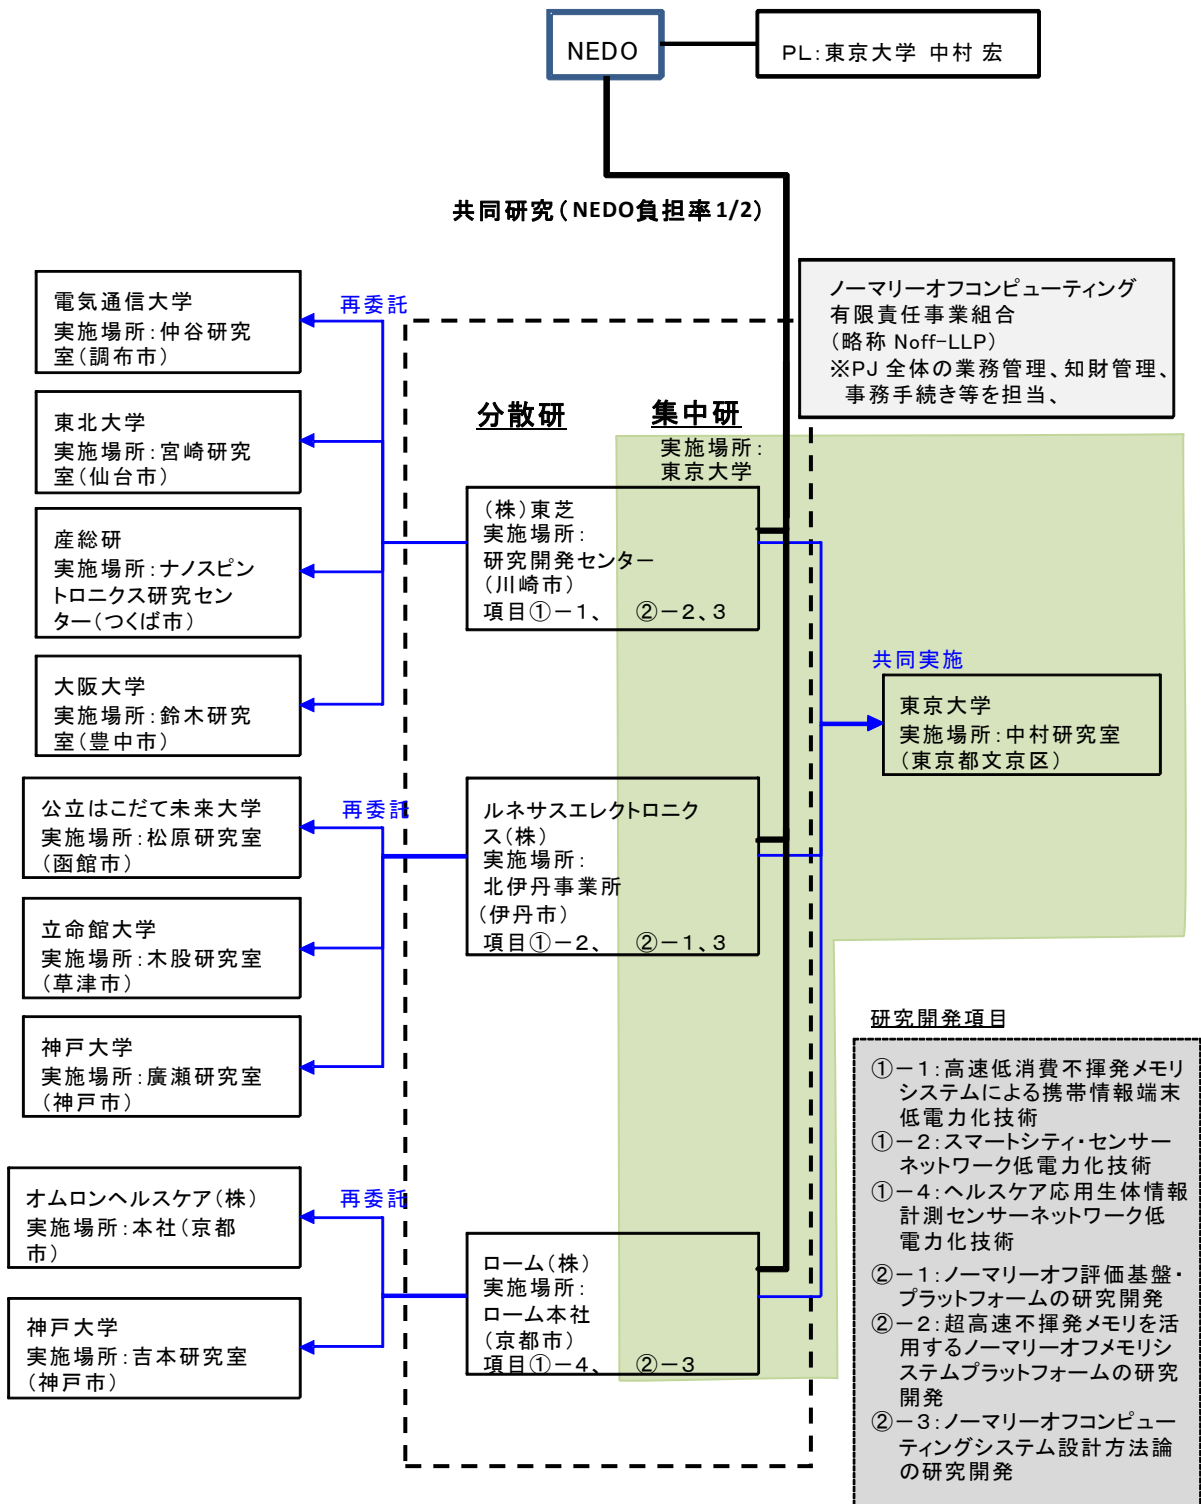 NEDO
PL:東京大学 中村 宏
共同研究(NEDO負担率1/2)
ノーマリーオフコンピューティング
有限責任事業組合
(略称 Noff-LLP)
※PJ 全体の業務管理、知財管理、
事務手続き等を担当、
再委託
電気通信大学
実施場所:仲谷研究
室(調布市)
東北大学
実施場所:宮崎研究
室(仙台市)
産総研
実施場所:ナノスピン
トロニクス研究セン
ター(つくば市)
大阪大学
実施場所:鈴木研究
室(豊中市)
分散研
集中研
実施場所:
東京大学
(株)東芝
実施場所:
研究開発センター
(川崎市)
項目①-1、 ②-2、3
共同実施
東京大学
実施場所:中村研究室
(東京都文京区)
再委託
公立はこだて未来大学
実施場所:松原研究室
(函館市)
立命館大学
実施場所:木股研究室
(草津市)
神戸大学
実施場所:廣瀬研究室
(神戸市)
ルネサスエレクトロニク
ス(株)
実施場所:
北伊丹事業所
(伊丹市)
項目①-2、 ②-1、3
再委託
オムロンヘルスケア(株)
実施場所:本社(京都
市)
神戸大学
実施場所:吉本研究室
(神戸市)
ローム(株)
実施場所:
ローム本社
(京都市)
項目①-4、 ②-3
研究開発項目
①-1:高速低消費不揮発メモリ
システムによる携帯情報端末
低電力化技術
①-2:スマートシティ・センサー
ネットワーク低電力化技術
①-4:ヘルスケア応用生体情報
計測センサーネットワーク低
電力化技術
②-1:ノーマリーオフ評価基盤・
プラットフォームの研究開発
②-2:超高速不揮発メモリを活
用するノーマリーオフメモリシ
ステムプラットフォームの研究
開発
②-3:ノーマリーオフコンピュー
ティングシステム設計方法論
の研究開発